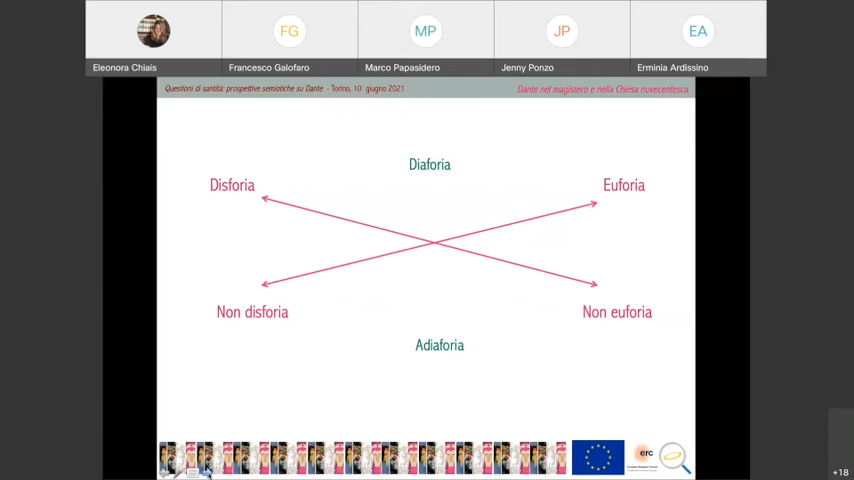 FG
MP
JP
EA
Eleonora Chiais
Francesco Galofaro
Marco Papasidero
Jenny Ponzo
Erminia Ardissino
Questioni di santità: prospettive semiotiche su Dante - Torino, 10 giugno 2021
Dante nel magistero e nella Chiesa novecentesca
Diaforia
Disforia
Euforia
Non disforia
Non euforia
Adiaforia
erc
+18